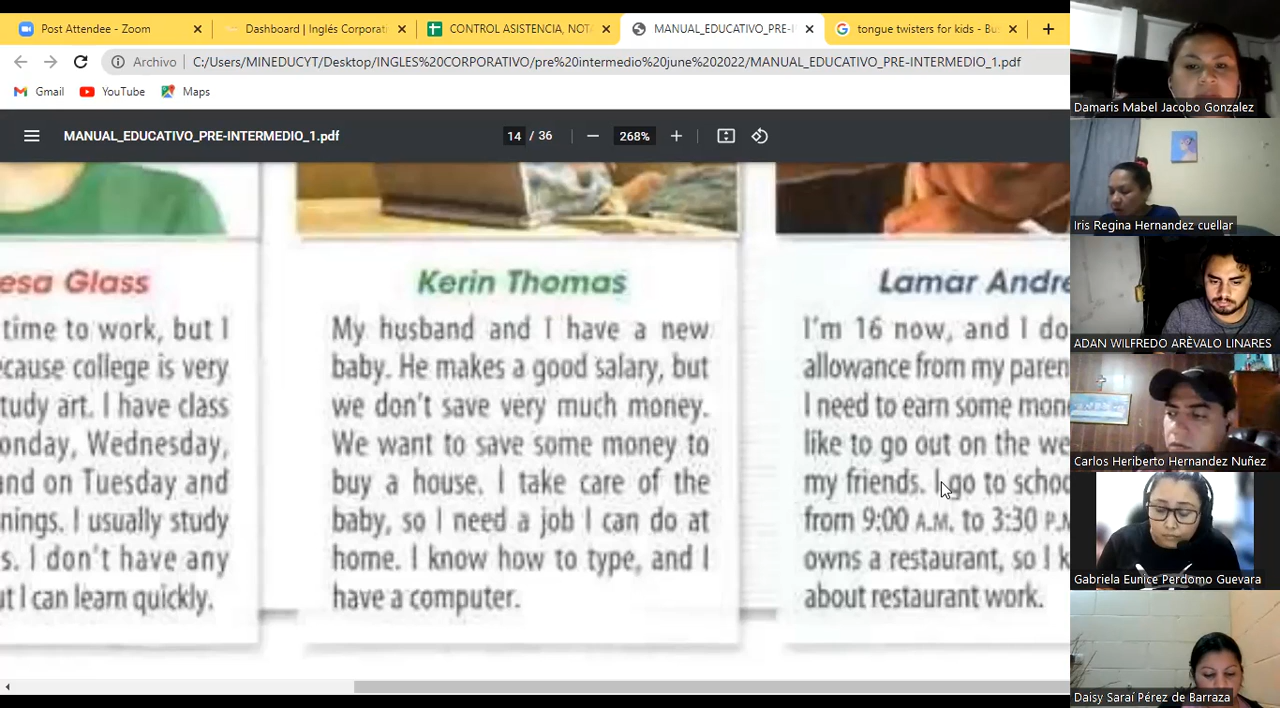 Post Attendee - Zoom
Dashboard | Inglés Corporati
CONTROL ASISTENCIA, NOTA
MANUAL_EDUCATIVO_PRE-I
tongue twisters for kids - Bus
Archivo
C:/Users/MINEDUCYT/Desktop/INGLES%20CORPORATIVO/pre%20intermedio%20june%202022/MANUAL_EDUCATIVO_PRE-INTERMEDIO_1.pdf
Gmail
YouTube
Maps
MANUAL_EDUCATIVO_PRE-INTERMEDIO_1.pdf
14 / 36
268%
esa Glass
time to work, but I
ecause college is very
tudy art. I have class
onday, Wednesday,
and on Tuesday and
nings. I usually study
s. I don't have any
ut I can learn quickly.
Kerin Thomas
My husband and I have a new
baby. He makes a good salary, but
we don't save very much money.
We want to save some money to
buy a house. I take care of the
baby, so I need a job I can do at
home. I know how to type, and I
have a computer.
Lamar Andre
I'm 16 now, and I do
allowance from my paren
I need to earn some mon
like to go out on the we
my friends. I go to schoo
from 9:00 A.M. to 3:30 P.M
owns a restaurant, so I k
about restaurant work.
Damaris Mabel Jacobo Gonzalez
Iris Regina Hernandez cuellar
ADAN WILFREDO ARÈVALO LINARES
Carlos Heriberto Hernandez Nuñez
Gabriela Eunice Perdomo Guevara
Daisy Saraí Pérez de Barraza